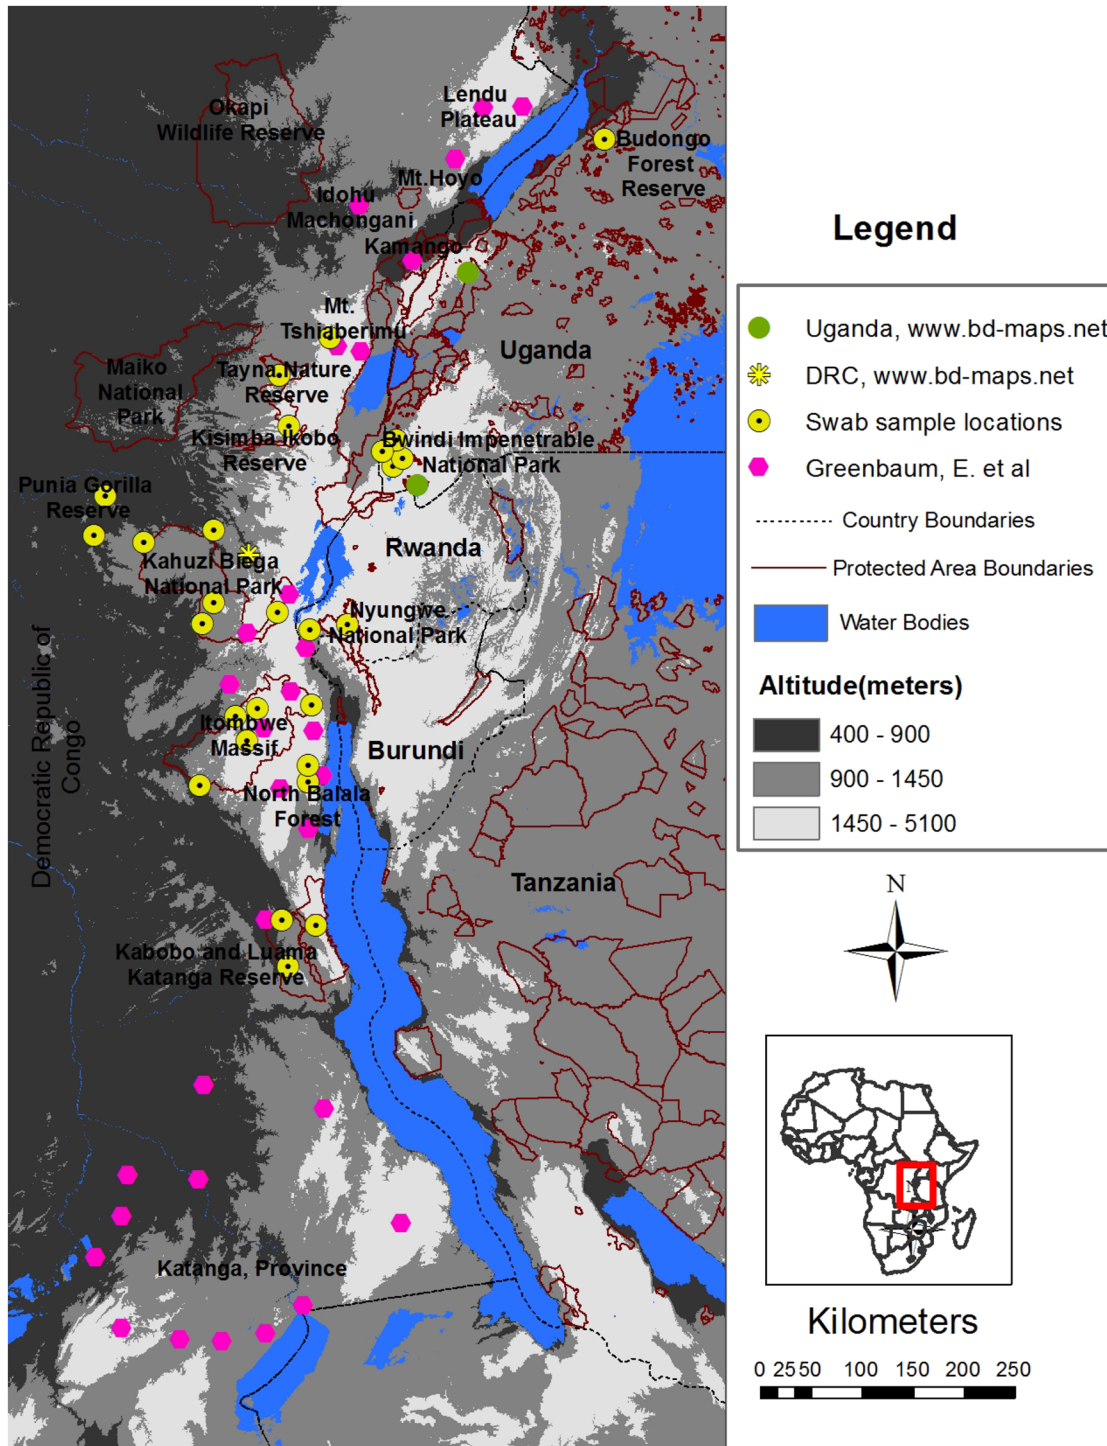 Okapi
Wildlife Reserve
Lendu
Plateau
Budongo
Forest
Reserve
Mt.Hoyo
Idohu
Machongani
Kamango
Mt.
Tshiaberimu
Uganda
Maiko
National
Park
Tayna Nature
Reserve
Kisimba Ikobo
Reserve
Bwindi Impenetrable
National Park
Punia Gorilla
Reserve
Rwanda
Kahuzi Biega
National Park
Nyungwe
National Park
Democratic Republic of
Congo
Itombwe
Massif
Burundi
North Balala
Forest
Tanzania
Kabobo and Luama
Katanga Reserve
Katanga, Province
Legend
Uganda, www.bd-maps.net
DRC, www.bd-maps.net
Swab sample locations
Greenbaum, E. et al
Country Boundaries
Protected Area Boundaries
Water Bodies
Altitude(meters)
400 - 900
900 - 1450
1450 - 5100
N
Kilometers
0 25 50 100 150 200 250